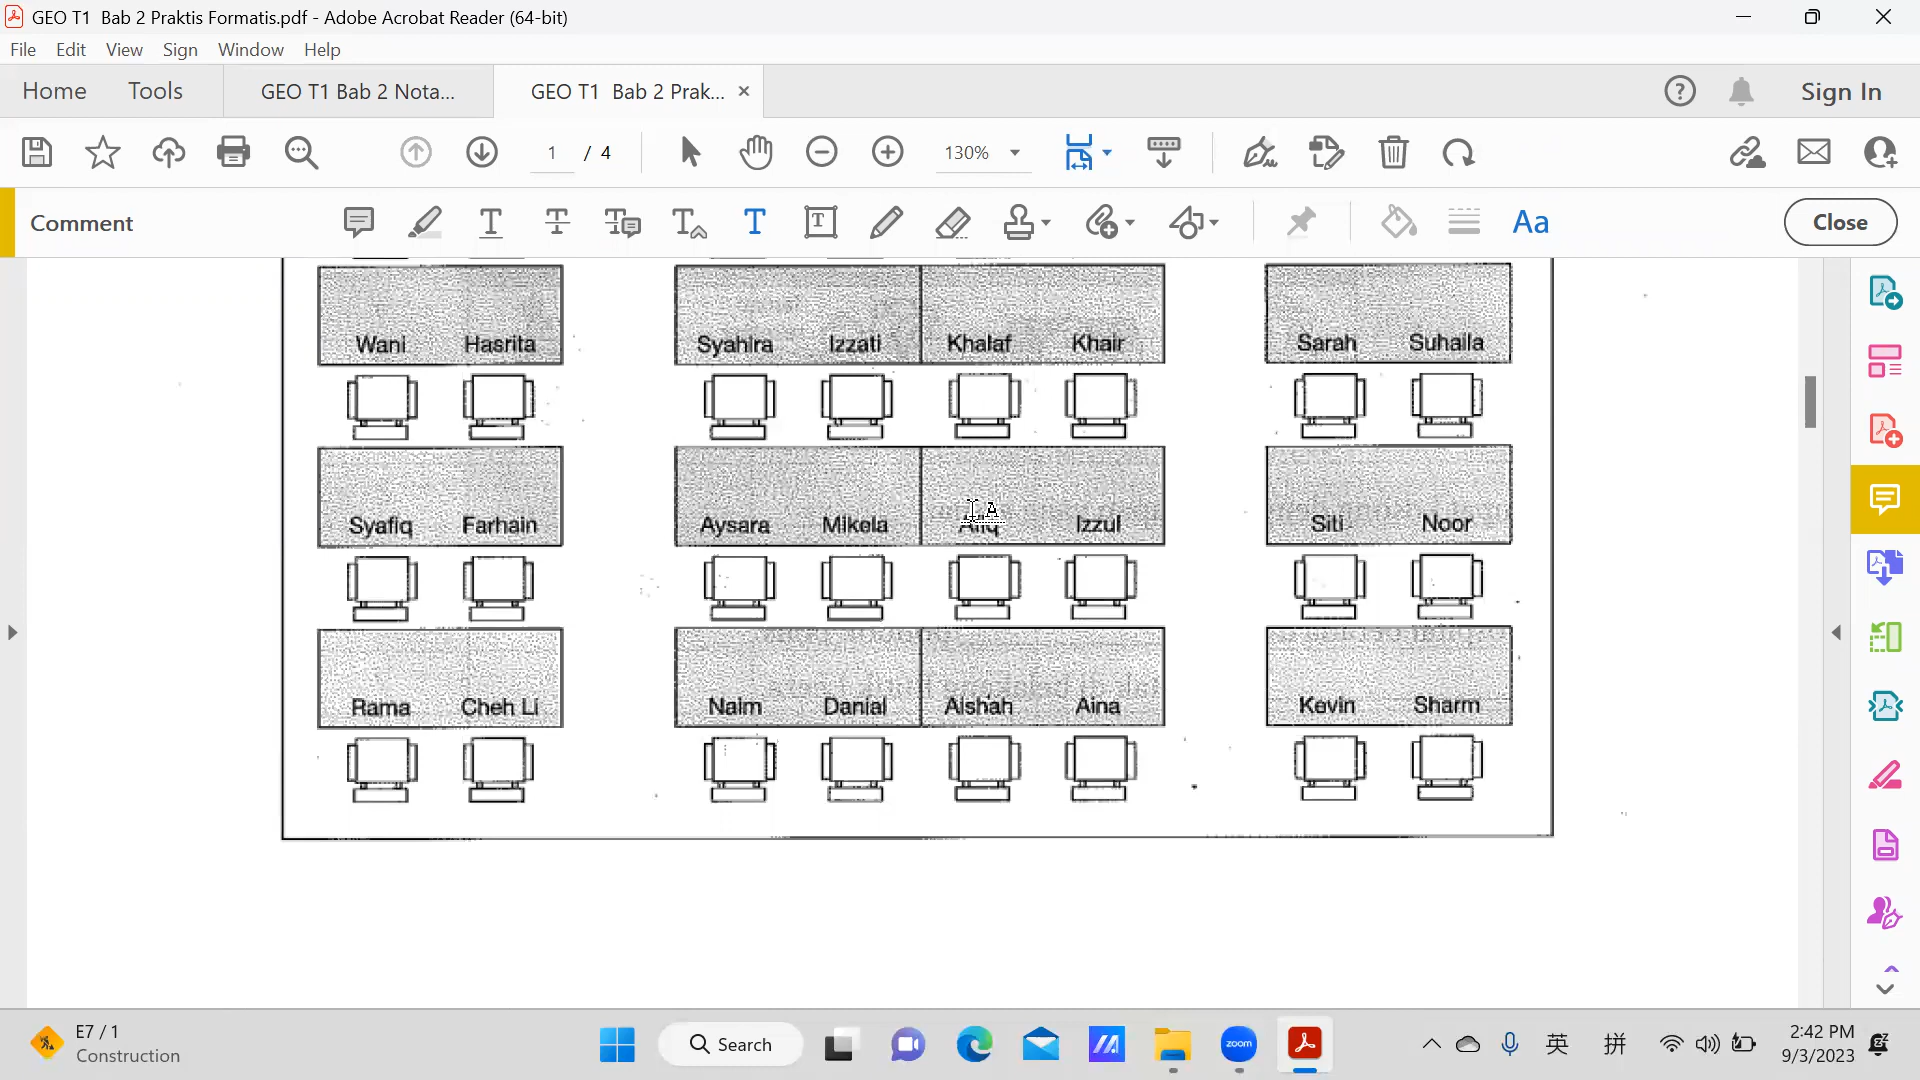 GEO T1 Bab 2 Praktis Formatis.pdf - Adobe Acrobat Reader (64-bit)
File Edit View Sign Window Help
Home Tools GEO T1 Bab 2 Nota... GEO T1 Bab 2 Prak... × Sign In
1 / 4 130%
Comment Aa Close
Wani Hasrita Syahira Izzati Khalaf Khair Sarah Suhaila
Syafiq Farhain Aysara Mikela Izzul Siti Noor
Rama Cheh Li Naim Danial Aishah Aina Kevin Sharm
E7 / 1
Construction
Search
zoom
英 拼
2:42 PM
9/3/2023